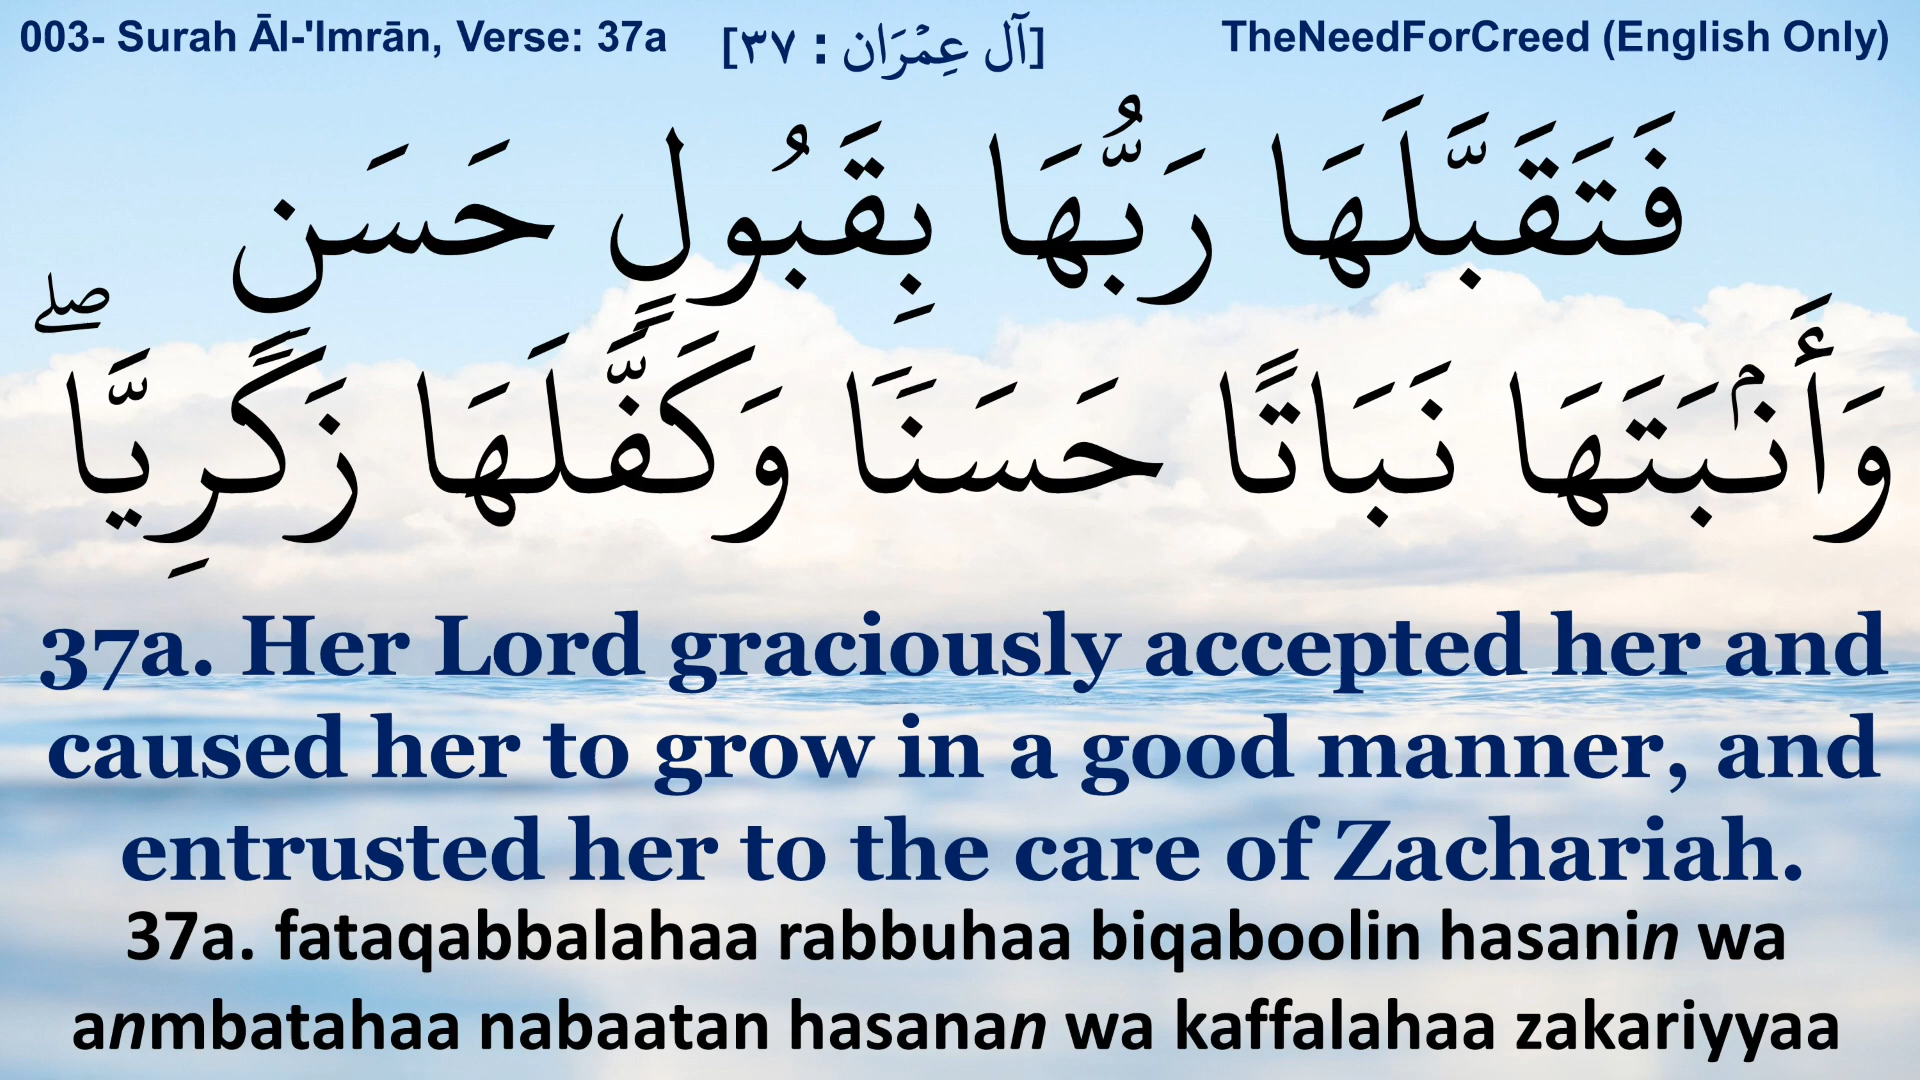 003- Surah Āl-'Imrān, Verse: 37a [آل عِمۡرَان : ٣٧] TheNeedForCreed (English Only)
فَتَقَبَّلَهَا رَبُّهَا بِقَبُولٍ حَسَنٖ
وَأَنۢبَتَهَا نَبَاتًا حَسَنٗا وَكَفَّلَهَا زَكَرِيَّاۖ
37a. Her Lord graciously accepted her and
caused her to grow in a good manner, and
entrusted her to the care of Zachariah.
37a. fataqabbalahaa rabbuhaa biqaboolin hasanin wa
anmbatahaa nabaatan hasanan wa kaffalahaa zakariyyaa